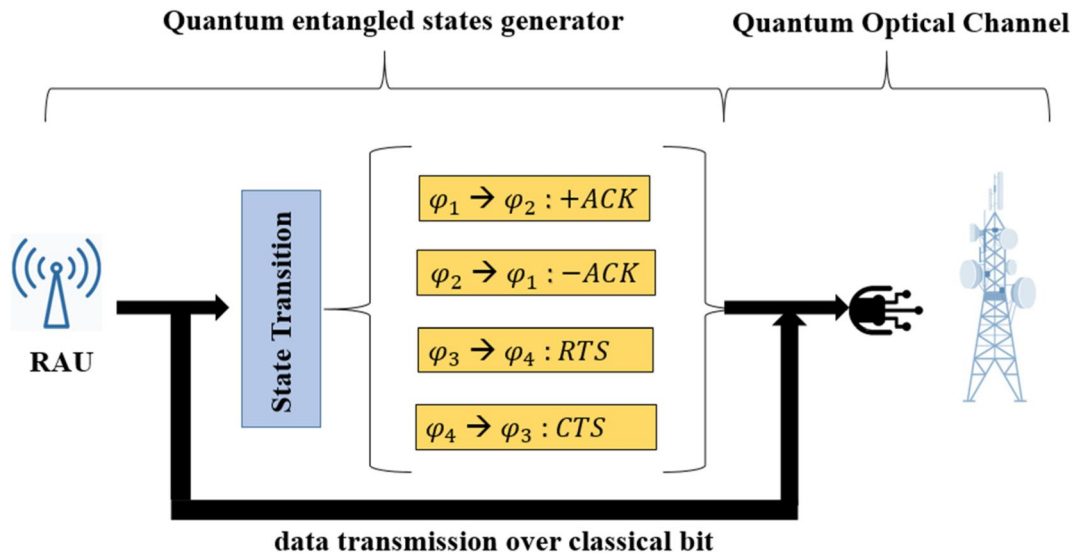 Quantum entangled states generator
Quantum Optical Channel
RAU
State Transition
φ₁ → φ₂ : +ACK
φ₂ → φ₁ : −ACK
φ₃ → φ₄ : RTS
φ₄ → φ₃ : CTS
data transmission over classical bit